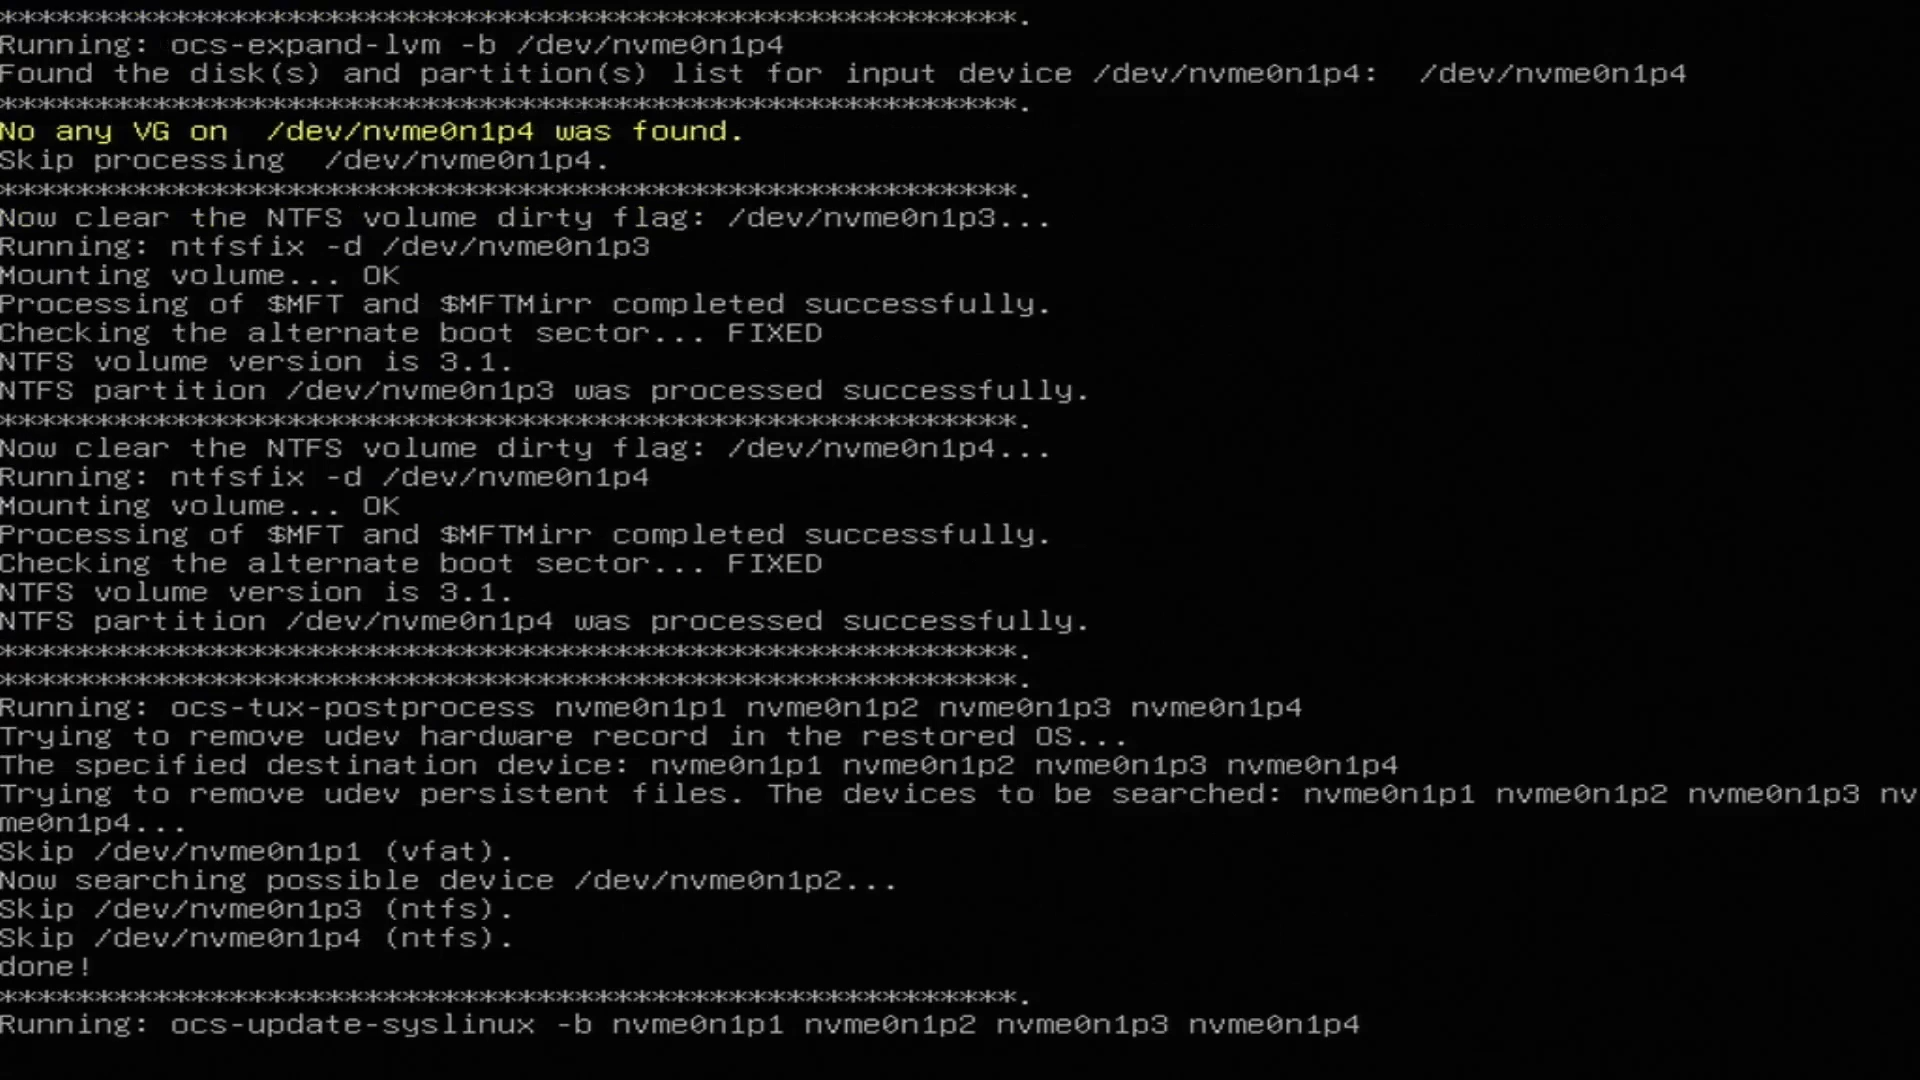 *****************************************************.
Running: ocs-expand-lvm -b /dev/nvme0n1p4
Found the disk(s) and partition(s) list for input device /dev/nvme0n1p4:  /dev/nvme0n1p4
*****************************************************.
No any VG on  /dev/nvme0n1p4 was found.
Skip processing  /dev/nvme0n1p4.
*****************************************************.
Now clear the NTFS volume dirty flag: /dev/nvme0n1p3...
Running: ntfsfix -d /dev/nvme0n1p3
Mounting volume... OK
Processing of $MFT and $MFTMirr completed successfully.
Checking the alternate boot sector... FIXED
NTFS volume version is 3.1.
NTFS partition /dev/nvme0n1p3 was processed successfully.
*****************************************************.
Now clear the NTFS volume dirty flag: /dev/nvme0n1p4...
Running: ntfsfix -d /dev/nvme0n1p4
Mounting volume... OK
Processing of $MFT and $MFTMirr completed successfully.
Checking the alternate boot sector... FIXED
NTFS volume version is 3.1.
NTFS partition /dev/nvme0n1p4 was processed successfully.
*****************************************************.
*****************************************************.
Running: ocs-tux-postprocess nvme0n1p1 nvme0n1p2 nvme0n1p3 nvme0n1p4
Trying to remove udev hardware record in the restored OS...
The specified destination device: nvme0n1p1 nvme0n1p2 nvme0n1p3 nvme0n1p4
Trying to remove udev persistent files. The devices to be searched: nvme0n1p1 nvme0n1p2 nvme0n1p3 nv
me0n1p4...
Skip /dev/nvme0n1p1 (vfat).
Now searching possible device /dev/nvme0n1p2...
Skip /dev/nvme0n1p3 (ntfs).
Skip /dev/nvme0n1p4 (ntfs).
done!
*****************************************************.
Running: ocs-update-syslinux -b nvme0n1p1 nvme0n1p2 nvme0n1p3 nvme0n1p4